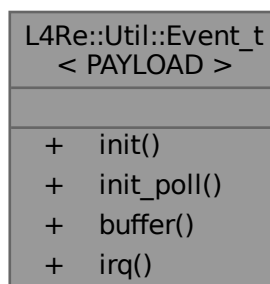 L4Re::Util::Event_t
< PAYLOAD >
+ init()
+ init_poll()
+ buffer()
+ irq()